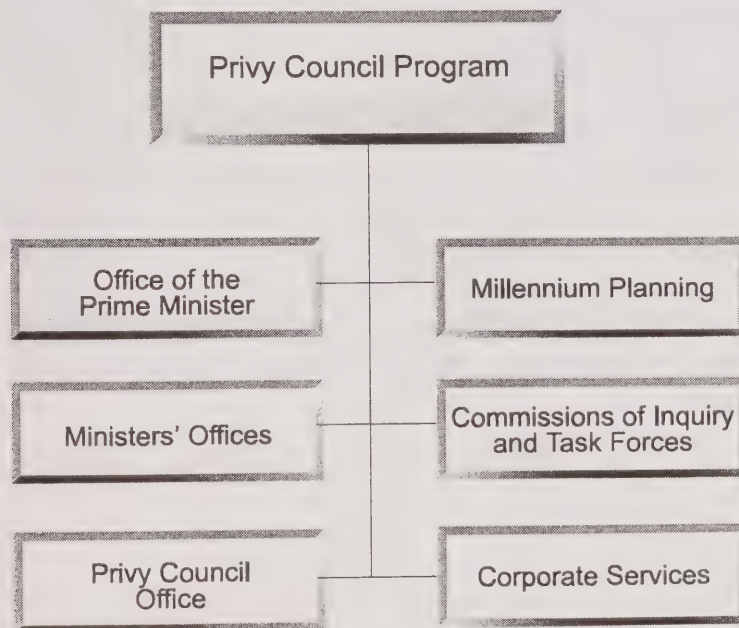 Privy Council Program
Office of the
Prime Minister
Millennium Planning
Ministers' Offices
Commissions of Inquiry
and Task Forces
Privy Council
Office
Corporate Services